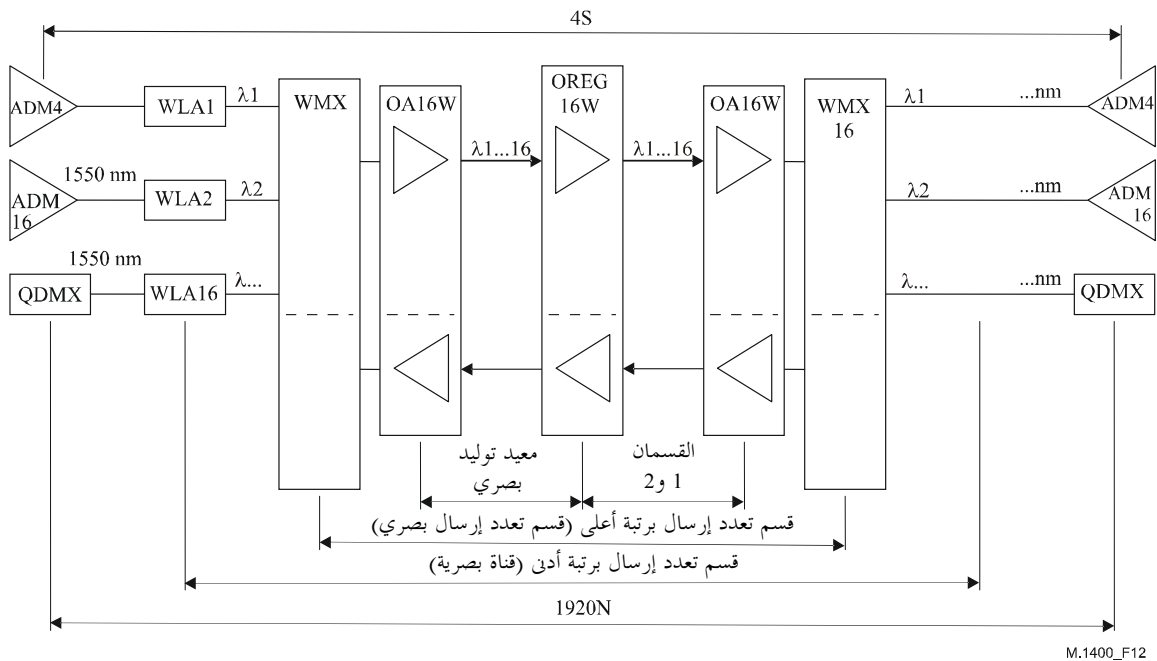 4S
ADM4
WLA1
λ1
WMX
OA16W
OREG
16W
OA16W
WMX
16
λ1
...nm
ADM4
λ1...16
λ1...16
1550 nm
ADM
16
WLA2
λ2
λ2
...nm
ADM
16
1550 nm
QDMX
WLA16
λ...
λ...
...nm
QDMX
معيد توليد
بصري
القسمان
1 و2
قسم تعدد إرسال برتبة أعلى (قسم تعدد إرسال بصري)
قسم تعدد إرسال برتبة أدنى (قناة بصرية)
1920N
M.1400_F12